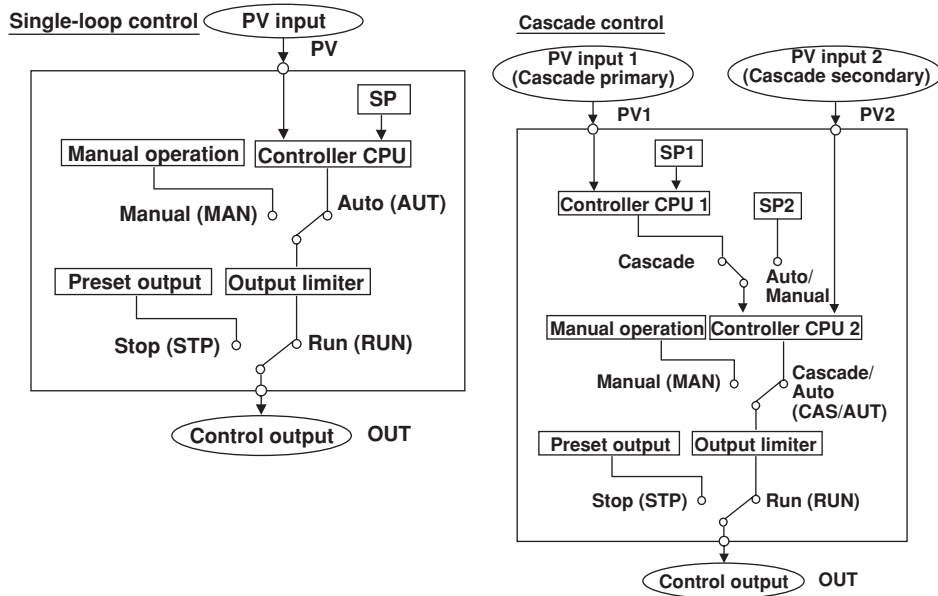 Single-loop control
PV input
PV
SP
Manual operation
Controller CPU
Manual (MAN)
Auto (AUT)
Preset output
Output limiter
Stop (STP)
Run (RUN)
Control output
OUT
Cascade control
PV input 1
(Cascade primary)
PV input 2
(Cascade secondary)
PV1
PV2
SP1
Controller CPU 1
SP2
Cascade
Auto/
Manual
Manual operation
Controller CPU 2
Manual (MAN)
Cascade/
Auto
(CAS/AUT)
Preset output
Output limiter
Stop (STP)
Run (RUN)
Control output
OUT